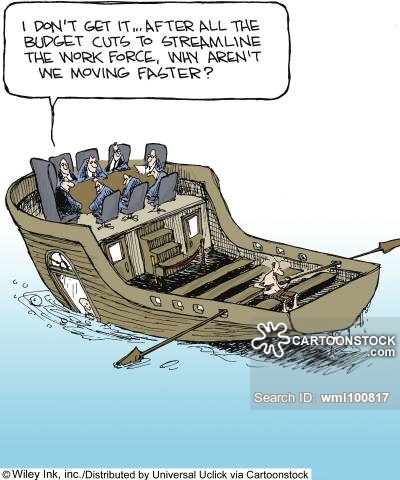 I DON'T GET IT... AFTER ALL THE
BUDGET CUTS TO STREAMLINE
THE WORK FORCE, WHY AREN'T
WE MOVING FASTER?
CARTOONSTOCK
.com
Search ID: wmi100817
© Wiley Ink, inc./Distributed by Universal Uclick via Cartoonstock